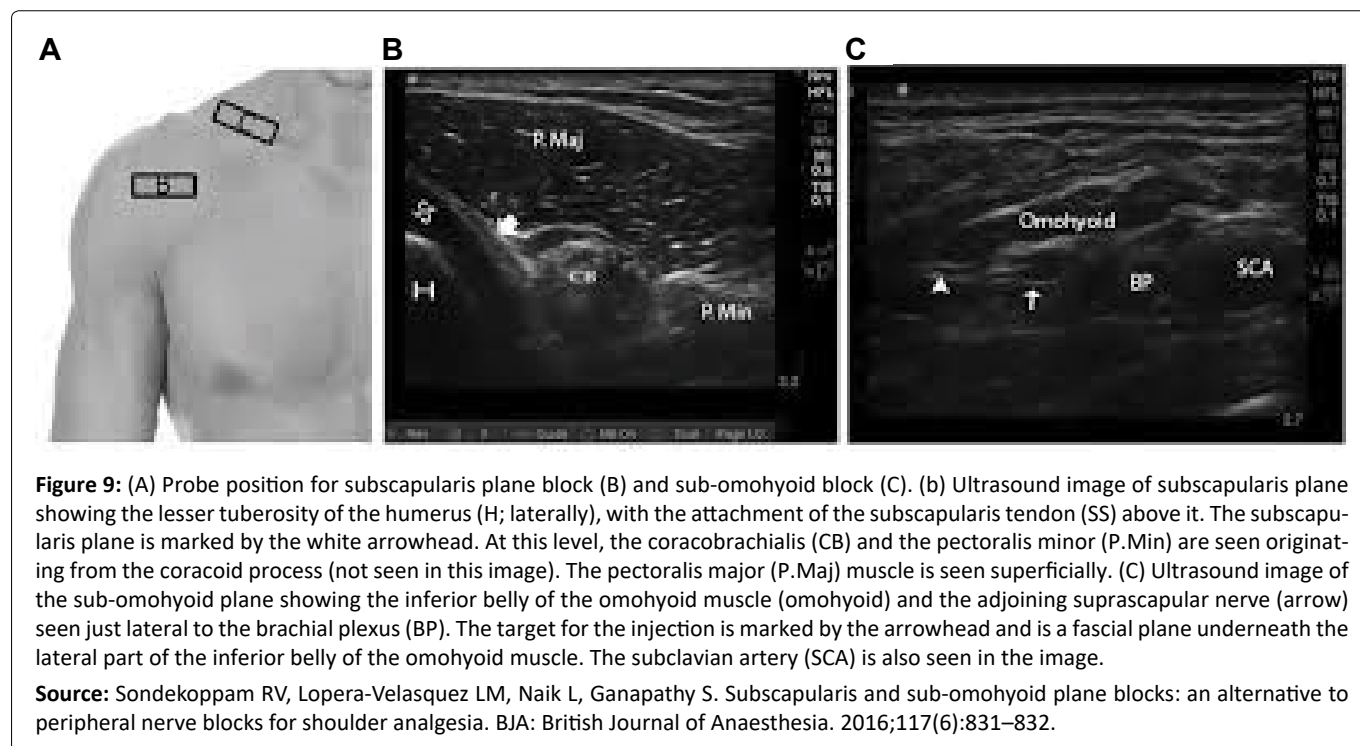 A
B
C
b
P.Maj
SS
H
CB
P.Min
Omohyoid
BP
SCA
Figure 9: (A) Probe position for subscapularis plane block (B) and sub-omohyoid block (C). (b) Ultrasound image of subscapularis plane
showing the lesser tuberosity of the humerus (H; laterally), with the attachment of the subscapularis tendon (SS) above it. The subscapu-
laris plane is marked by the white arrowhead. At this level, the coracobrachialis (CB) and the pectoralis minor (P.Min) are seen originat-
ing from the coracoid process (not seen in this image). The pectoralis major (P.Maj) muscle is seen superficially. (C) Ultrasound image of
the sub-omohyoid plane showing the inferior belly of the omohyoid muscle (omohyoid) and the adjoining suprascapular nerve (arrow)
seen just lateral to the brachial plexus (BP). The target for the injection is marked by the arrowhead and is a fascial plane underneath the
lateral part of the inferior belly of the omohyoid muscle. The subclavian artery (SCA) is also seen in the image.
Source: Sondekoppam RV, Lopera-Velasquez LM, Naik L, Ganapathy S. Subscapularis and sub-omohyoid plane blocks: an alternative to
peripheral nerve blocks for shoulder analgesia. BJA: British Journal of Anaesthesia. 2016;117(6):831–832.